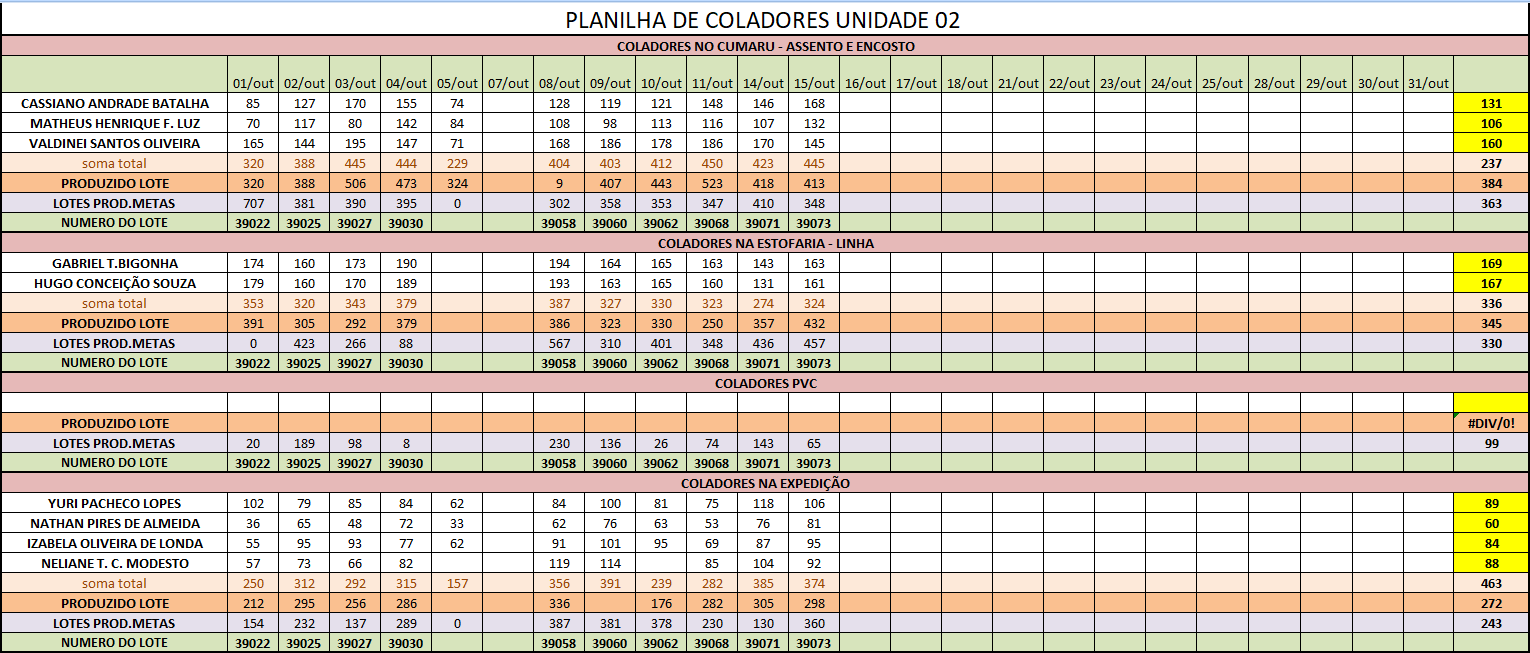 PLANILHA DE COLADORES UNIDADE 02
COLADORES NO CUMARU - ASSENTO E ENCOSTO
01/out 02/out 03/out 04/out 05/out 07/out 08/out 09/out 10/out 11/out 14/out 15/out 16/out 17/out 18/out 21/out 22/out 23/out 24/out 25/out 28/out 29/out 30/out 31/out
CASSIANO ANDRADE BATALHA 85 127 170 155 74 128 119 121 148 146 168 131
MATHEUS HENRIQUE F. LUZ 70 117 80 142 84 108 98 113 116 107 132 106
VALDINEI SANTOS OLIVEIRA 165 144 195 147 71 168 186 178 186 170 145 160
soma total 320 388 445 444 229 404 403 412 450 423 445 237
PRODUZIDO LOTE 320 388 506 473 324 9 407 443 523 418 413 384
LOTES PROD.METAS 707 381 390 395 0 302 358 353 347 410 348 363
NUMERO DO LOTE 39022 39025 39027 39030 39058 39060 39062 39068 39071 39073
COLADORES NA ESTOFARIA - LINHA
GABRIEL T.BIGONHA 174 160 173 190 194 164 165 163 143 163 169
HUGO CONCEIÇÃO SOUZA 179 160 170 189 193 163 165 160 131 161 167
soma total 353 320 343 379 387 327 330 323 274 324 336
PRODUZIDO LOTE 391 305 292 379 386 323 330 250 357 432 345
LOTES PROD.METAS 0 423 266 88 567 310 401 348 436 457 330
NUMERO DO LOTE 39022 39025 39027 39030 39058 39060 39062 39068 39071 39073
COLADORES PVC
PRODUZIDO LOTE #DIV/0!
LOTES PROD.METAS 20 189 98 8 230 136 26 74 143 65 99
NUMERO DO LOTE 39022 39025 39027 39030 39058 39060 39062 39068 39071 39073
COLADORES NA EXPEDIÇÃO
YURI PACHECO LOPES 102 79 85 84 62 84 100 81 75 118 106 89
NATHAN PIRES DE ALMEIDA 36 65 48 72 33 62 76 63 53 76 81 60
IZABELA OLIVEIRA DE LONDA 55 95 93 77 62 91 101 95 69 87 95 84
NELIANE T. C. MODESTO 57 73 66 82 119 114 85 104 92 88
soma total 250 312 292 315 157 356 391 239 282 385 374 463
PRODUZIDO LOTE 212 295 256 286 336 176 282 305 298 272
LOTES PROD.METAS 154 232 137 289 0 387 381 378 230 130 360 243
NUMERO DO LOTE 39022 39025 39027 39030 39058 39060 39062 39068 39071 39073